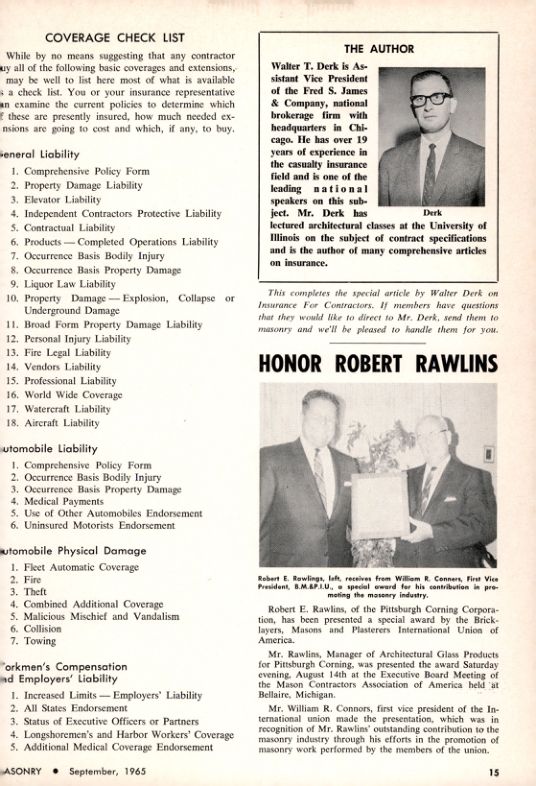 COVERAGE CHECK LIST
While by no means suggesting that any contractor
buy all of the following basic coverages and extensions,
may be well to list here most of what is available
s a check list. You or your insurance representative
an examine the current policies to determine which
f these are presently insured, how much needed ex-
nsions are going to cost and which, if any, to buy.
eneral Liability
1. Comprehensive Policy Form
2. Property Damage Liability
3. Elevator Liability
4. Independent Contractors Protective Liability
5. Contractual Liability
6. Products — Completed Operations Liability
7. Occurrence Basis Bodily Injury
8. Occurrence Basis Property Damage
9. Liquor Law Liability
10. Property Damage — Explosion, Collapse or
Underground Damage
11. Broad Form Property Damage Liability
12. Personal Injury Liability
13. Fire Legal Liability
14. Vendors Liability
15. Professional Liability
16. World Wide Coverage
17. Watercraft Liability
18. Aircraft Liability
utomobile Liability
1. Comprehensive Policy Form
2. Occurrence Basis Bodily Injury
3. Occurrence Basis Property Damage
4. Medical Payments
5. Use of Other Automobiles Endorsement
6. Uninsured Motorists Endorsement
utomobile Physical Damage
1. Fleet Automatic Coverage
2. Fire
3. Theft
4. Combined Additional Coverage
5. Malicious Mischief and Vandalism
6. Collision
7. Towing
orkmen's Compensation
nd Employers' Liability
1. Increased Limits — Employers' Liability
2. All States Endorsement
3. Status of Executive Officers or Partners
4. Longshoremen's and Harbor Workers' Coverage
5. Additional Medical Coverage Endorsement
THE AUTHOR
Walter T. Derk is As-
sistant Vice President
of the Fred S. James
& Company, national
brokerage firm with
headquarters in Chi-
cago. He has over 19
years of experience in
the casualty insurance
field and is one of the
leading national
speakers on this sub-
ject. Mr. Derk has
Derk
lectured architectural classes at the University of
Illinois on the subject of contract specifications
and is the author of many comprehensive articles
on insurance.
This completes the special article by Walter Derk on
Insurance For Contractors. If members have questions
that they would like to direct to Mr. Derk, send them to
masonry and we'll be pleased to handle them for you.
HONOR ROBERT RAWLINS
Robert E. Rawlings, left, receives from William R. Conners, First Vice
President, B.M.&P.I.U., a special award for his contribution in pro-
moting the masonry industry.
Robert E. Rawlins, of the Pittsburgh Corning Corpora-
tion, has been presented a special award by the Brick-
layers, Masons and Plasterers International Union of
America.
Mr. Rawlins, Manager of Architectural Glass Products
for Pittsburgh Corning, was presented the award Saturday
evening, August 14th at the Executive Board Meeting of
the Mason Contractors Association of America held at
Bellaire, Michigan.
Mr. William R. Connors, first vice president of the In-
ternational union made the presentation, which was in
recognition of Mr. Rawlins' outstanding contribution to the
masonry industry through his efforts in the promotion of
masonry work performed by the members of the union.
ASONRY • September, 1965
15